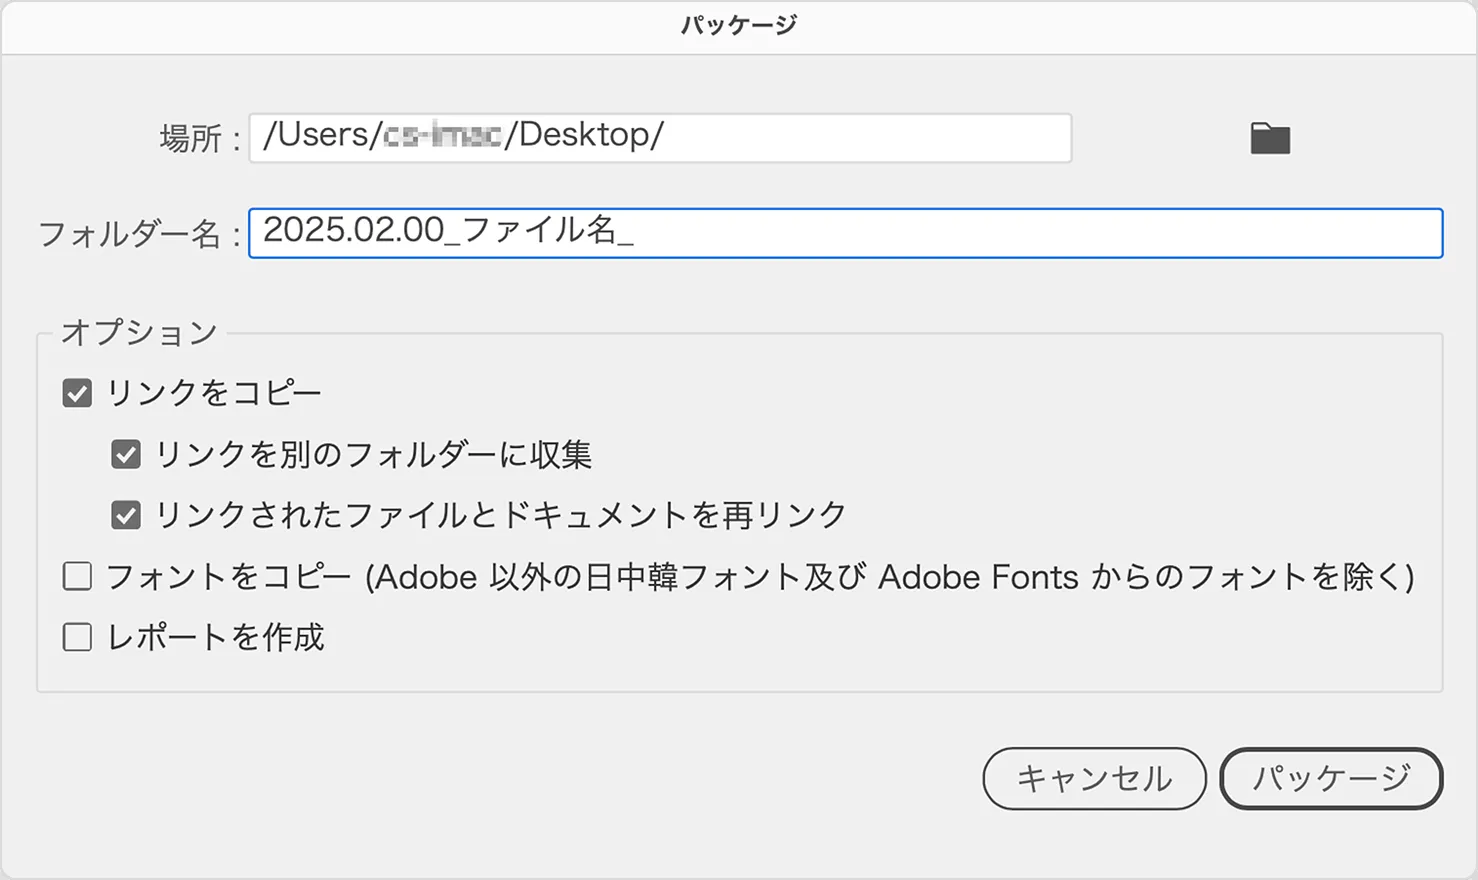 パッケージ
場所 : /Users/ /Desktop/
フォルダー名 : 2025.02.00_ファイル名_
オプション
リンクをコピー
リンクを別のフォルダーに収集
リンクされたファイルとドキュメントを再リンク
フォントをコピー (Adobe 以外の日中韓フォント及び Adobe Fonts からのフォントを除く)
レポートを作成
キャンセル パッケージ